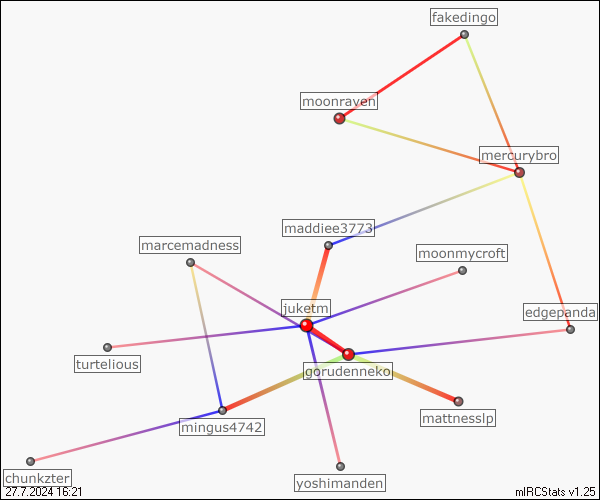 fakedingo
moonraven
mercurybro
maddiee3773
marcemadness
moonmycroft
juketm
edgepanda
turtelious
gorudenneko
mattnesslp
mingus4742
chunkzter
yoshimanden
27.7.2024 16:21
mIRCStats v1.25